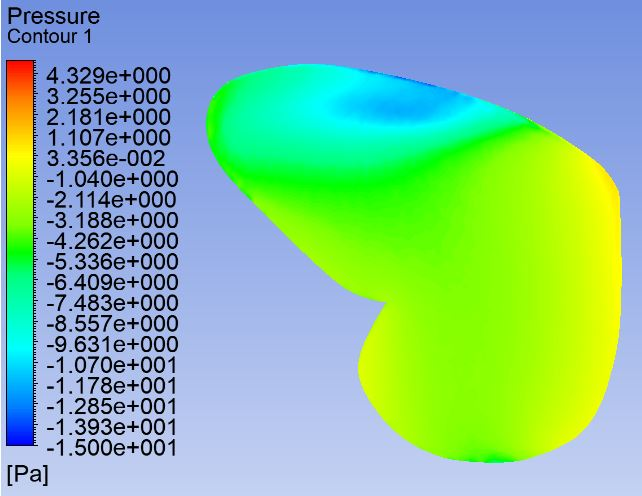 Pressure
Contour 1
4.329e+000
3.255e+000
2.181e+000
1.107e+000
3.356e-002
-1.040e+000
-2.114e+000
-3.188e+000
-4.262e+000
-5.336e+000
-6.409e+000
-7.483e+000
-8.557e+000
-9.631e+000
-1.070e+001
-1.178e+001
-1.285e+001
-1.393e+001
-1.500e+001
[Pa]